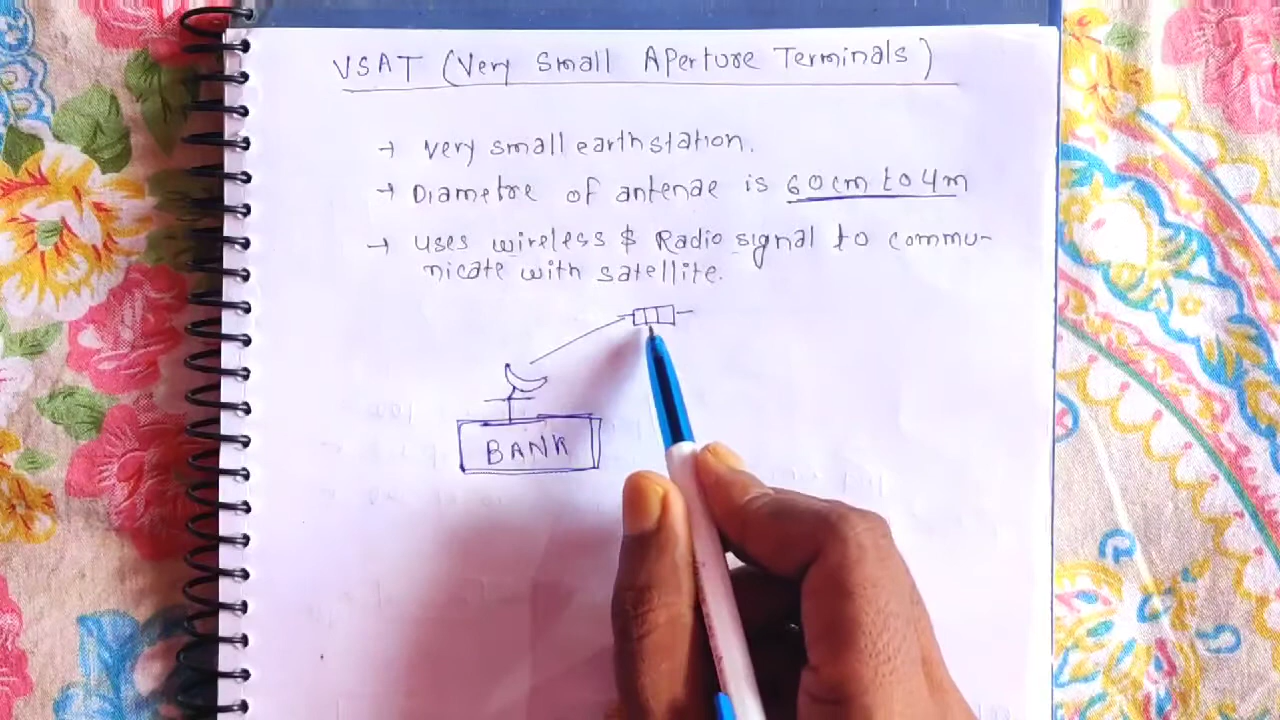 VSAT (Very Small Aperture Terminals)
→ Very small earth station.
→ Diametre of antenae is 60cm to 4m
→ Uses wireless $ Radio signal to commu-
nicate with satellite.
BANK